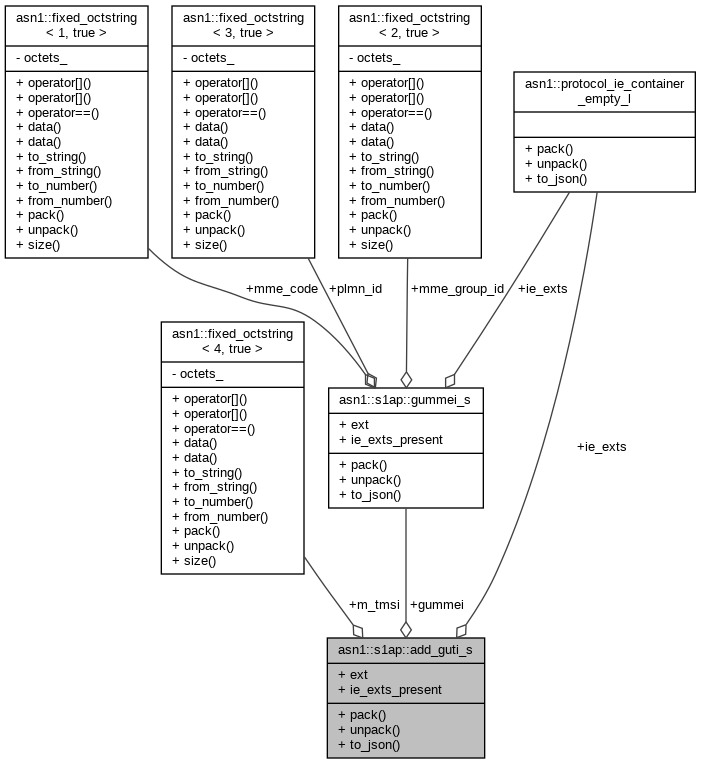 asn1::fixed_octstring
< 1, true >
- octets_
+ operator[]()
+ operator[]()
+ operator==()
+ data()
+ data()
+ to_string()
+ from_string()
+ to_number()
+ from_number()
+ pack()
+ unpack()
+ size()
asn1::fixed_octstring
< 3, true >
- octets_
+ operator[]()
+ operator[]()
+ operator==()
+ data()
+ data()
+ to_string()
+ from_string()
+ to_number()
+ from_number()
+ pack()
+ unpack()
+ size()
asn1::fixed_octstring
< 2, true >
- octets_
+ operator[]()
+ operator[]()
+ operator==()
+ data()
+ data()
+ to_string()
+ from_string()
+ to_number()
+ from_number()
+ pack()
+ unpack()
+ size()
asn1::protocol_ie_container
_empty_l
+ pack()
+ unpack()
+ to_json()
+mme_code
+plmn_id
+mme_group_id
+ie_exts
asn1::fixed_octstring
< 4, true >
- octets_
+ operator[]()
+ operator[]()
+ operator==()
+ data()
+ data()
+ to_string()
+ from_string()
+ to_number()
+ from_number()
+ pack()
+ unpack()
+ size()
asn1::s1ap::gummei_s
+ ext
+ ie_exts_present
+ pack()
+ unpack()
+ to_json()
+ie_exts
+m_tmsi
+gummei
asn1::s1ap::add_guti_s
+ ext
+ ie_exts_present
+ pack()
+ unpack()
+ to_json()